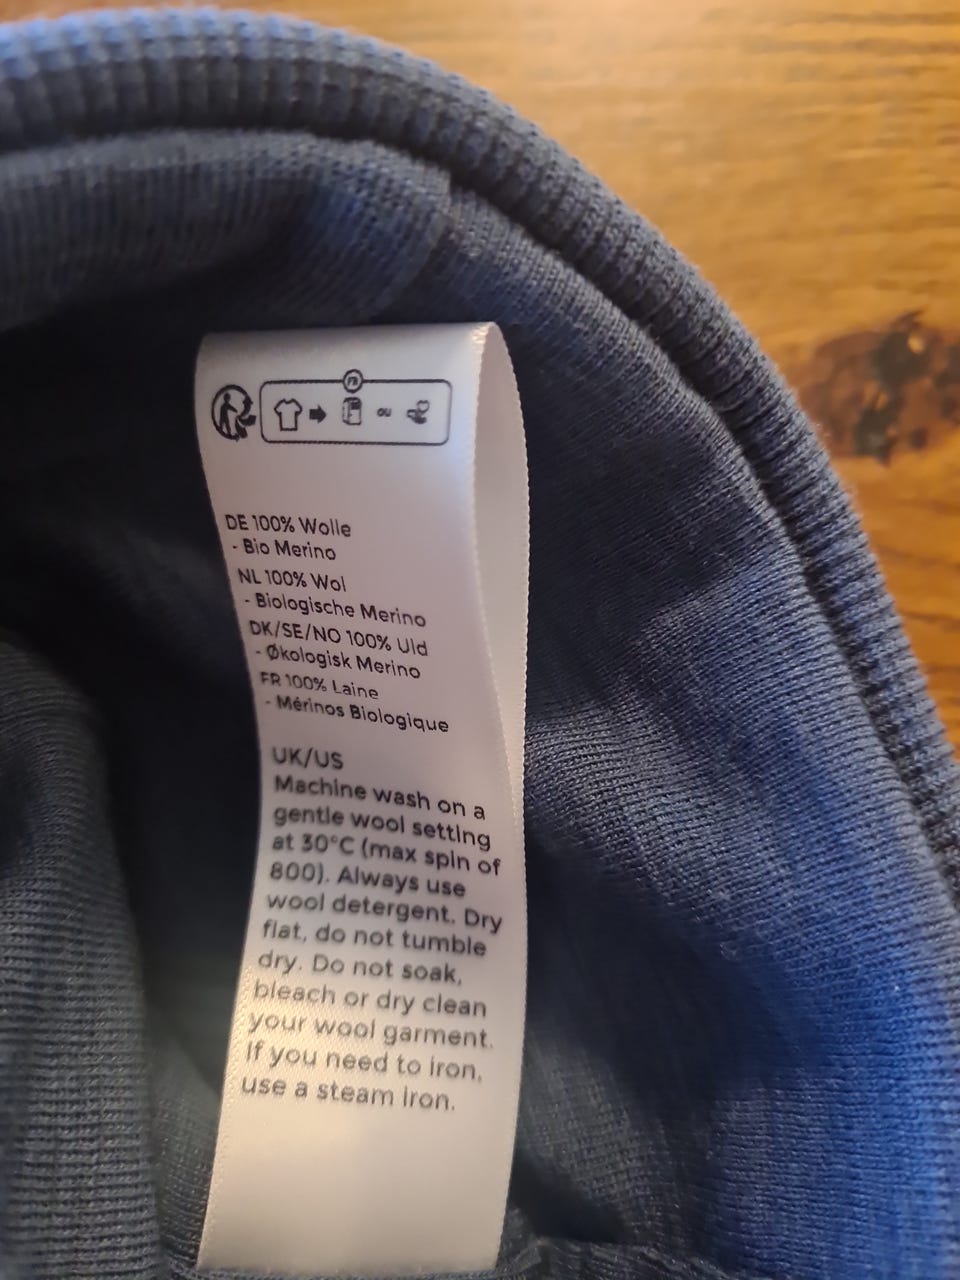 FR
ou
DE 100% Wolle
- Bio Merino
NL 100% Wol
- Biologische Merino
DK/SE/NO 100% Uld
- Økologisk Merino
FR 100% Laine
- Mérinos Biologique
UK/US
Machine wash on a
gentle wool setting
at 30°C (max spin of
800). Always use
wool detergent. Dry
flat, do not tumble
dry. Do not soak,
bleach or dry clean
your wool garment.
If you need to iron,
use a steam iron.